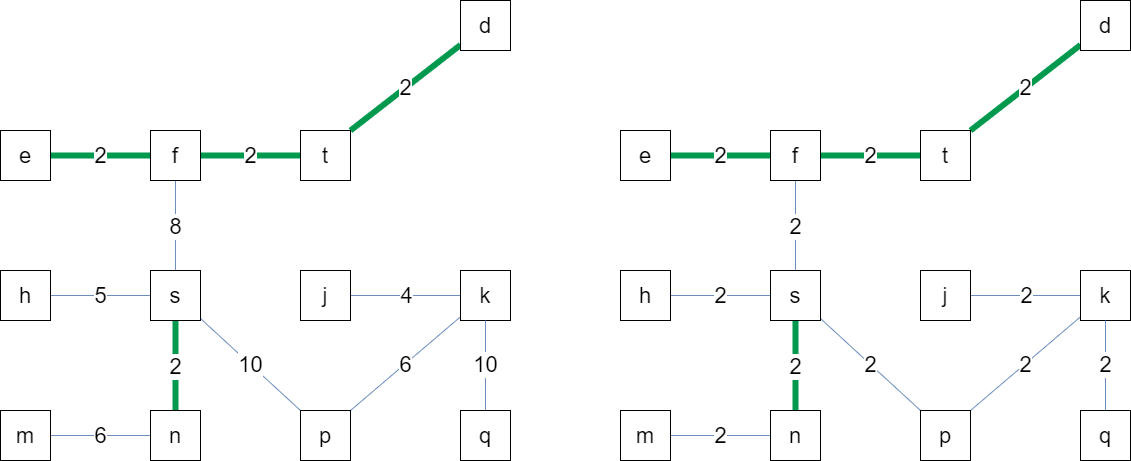 d d
2 2
e 2 f 2 t e 2 f 2 t
8 2
h 5 s j 4 k h 2 s j 2 k
2 10 6 10 2 2 2 2
m 6 n p q m 2 n p q